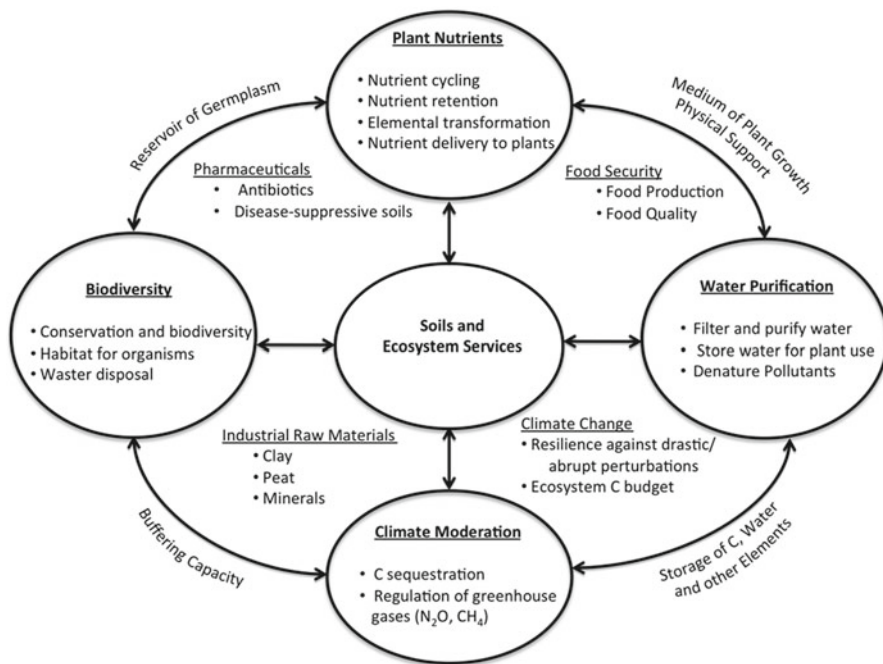 Plant Nutrients
• Nutrient cycling
• Nutrient retention
• Elemental transformation
• Nutrient delivery to plants
Reservoir of Germplasm
Medium of Plant Growth
Physical Support
Pharmaceuticals
• Antibiotics
• Disease-suppressive soils
Food Security
• Food Production
• Food Quality
Biodiversity
• Conservation and biodiversity
• Habitat for organisms
• Waster disposal
Soils and
Ecosystem Services
Water Purification
• Filter and purify water
• Store water for plant use
• Denature Pollutants
Industrial Raw Materials
• Clay
• Peat
• Minerals
Climate Change
• Resilience against drastic/
abrupt perturbations
• Ecosystem C budget
Buffering Capacity
Storage of C, Water
and other Elements
Climate Moderation
• C sequestration
• Regulation of greenhouse
gases (N₂O, CH₄)